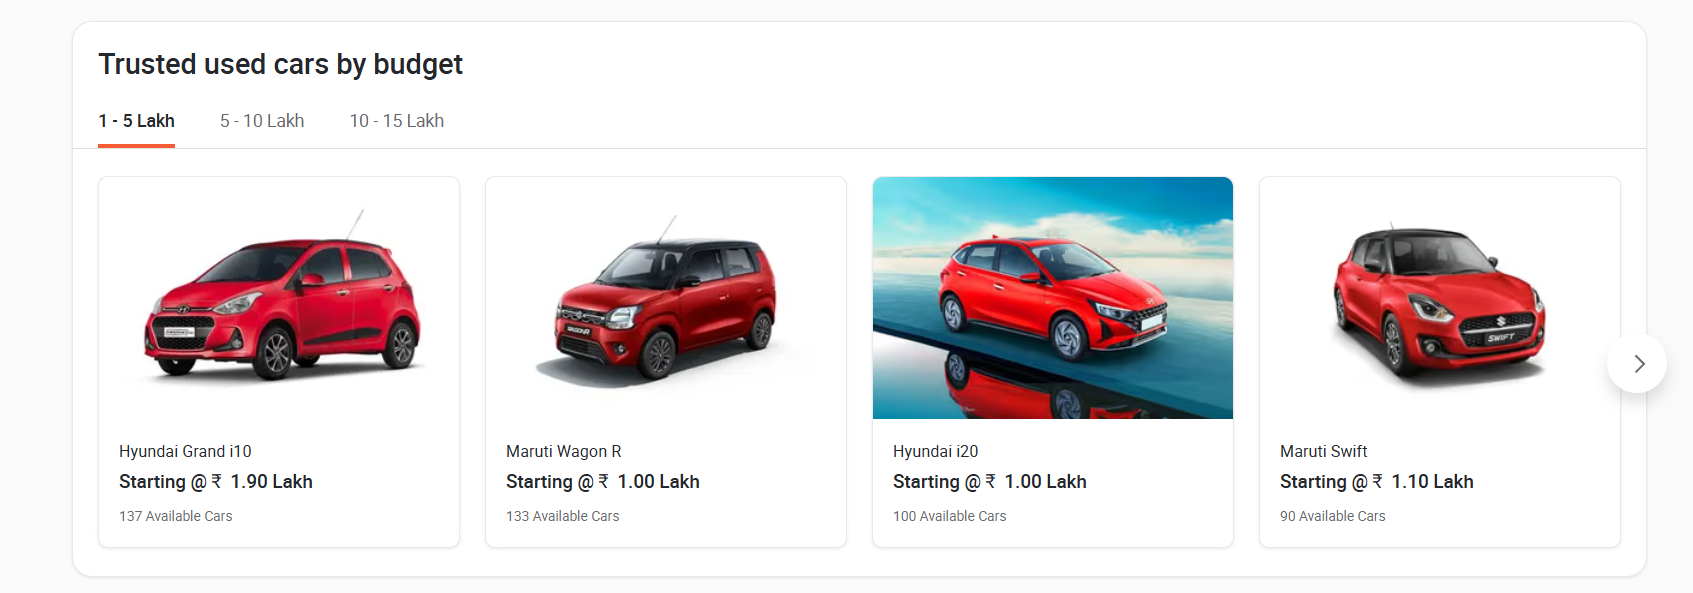 Trusted used cars by budget
1 - 5 Lakh
5 - 10 Lakh
10 - 15 Lakh
WAGONR
SWIFT
Hyundai Grand i10
Starting @ ₹ 1.90 Lakh
137 Available Cars
Maruti Wagon R
Starting @ ₹ 1.00 Lakh
133 Available Cars
Hyundai i20
Starting @ ₹ 1.00 Lakh
100 Available Cars
Maruti Swift
Starting @ ₹ 1.10 Lakh
90 Available Cars